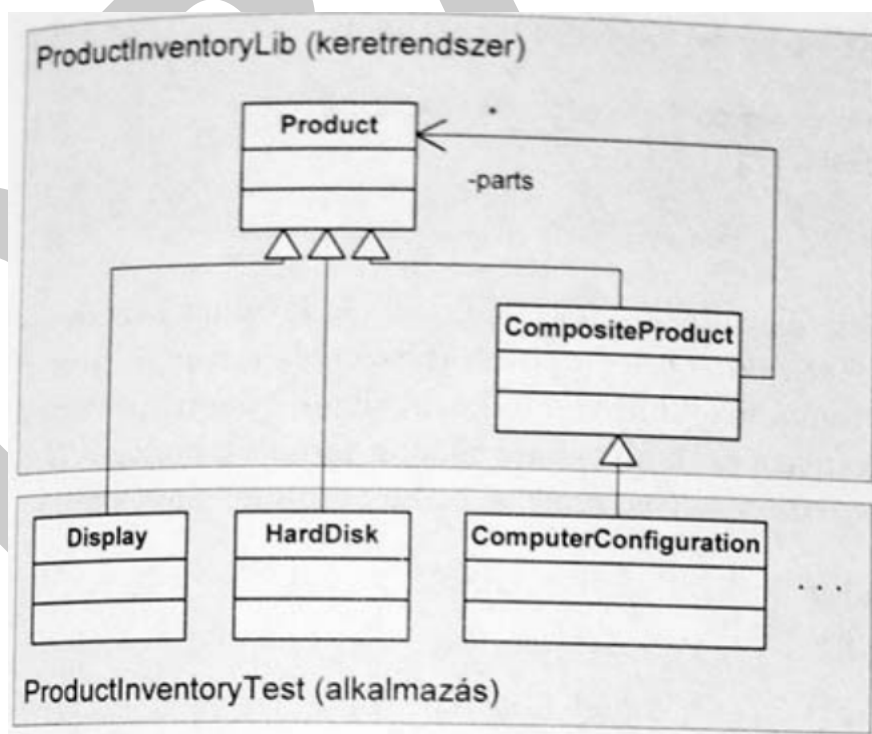 ProductInventoryLib (keretrendszer)
Product
*
-parts
CompositeProduct
Display
HardDisk
ComputerConfiguration
...
ProductInventoryTest (alkalmazás)